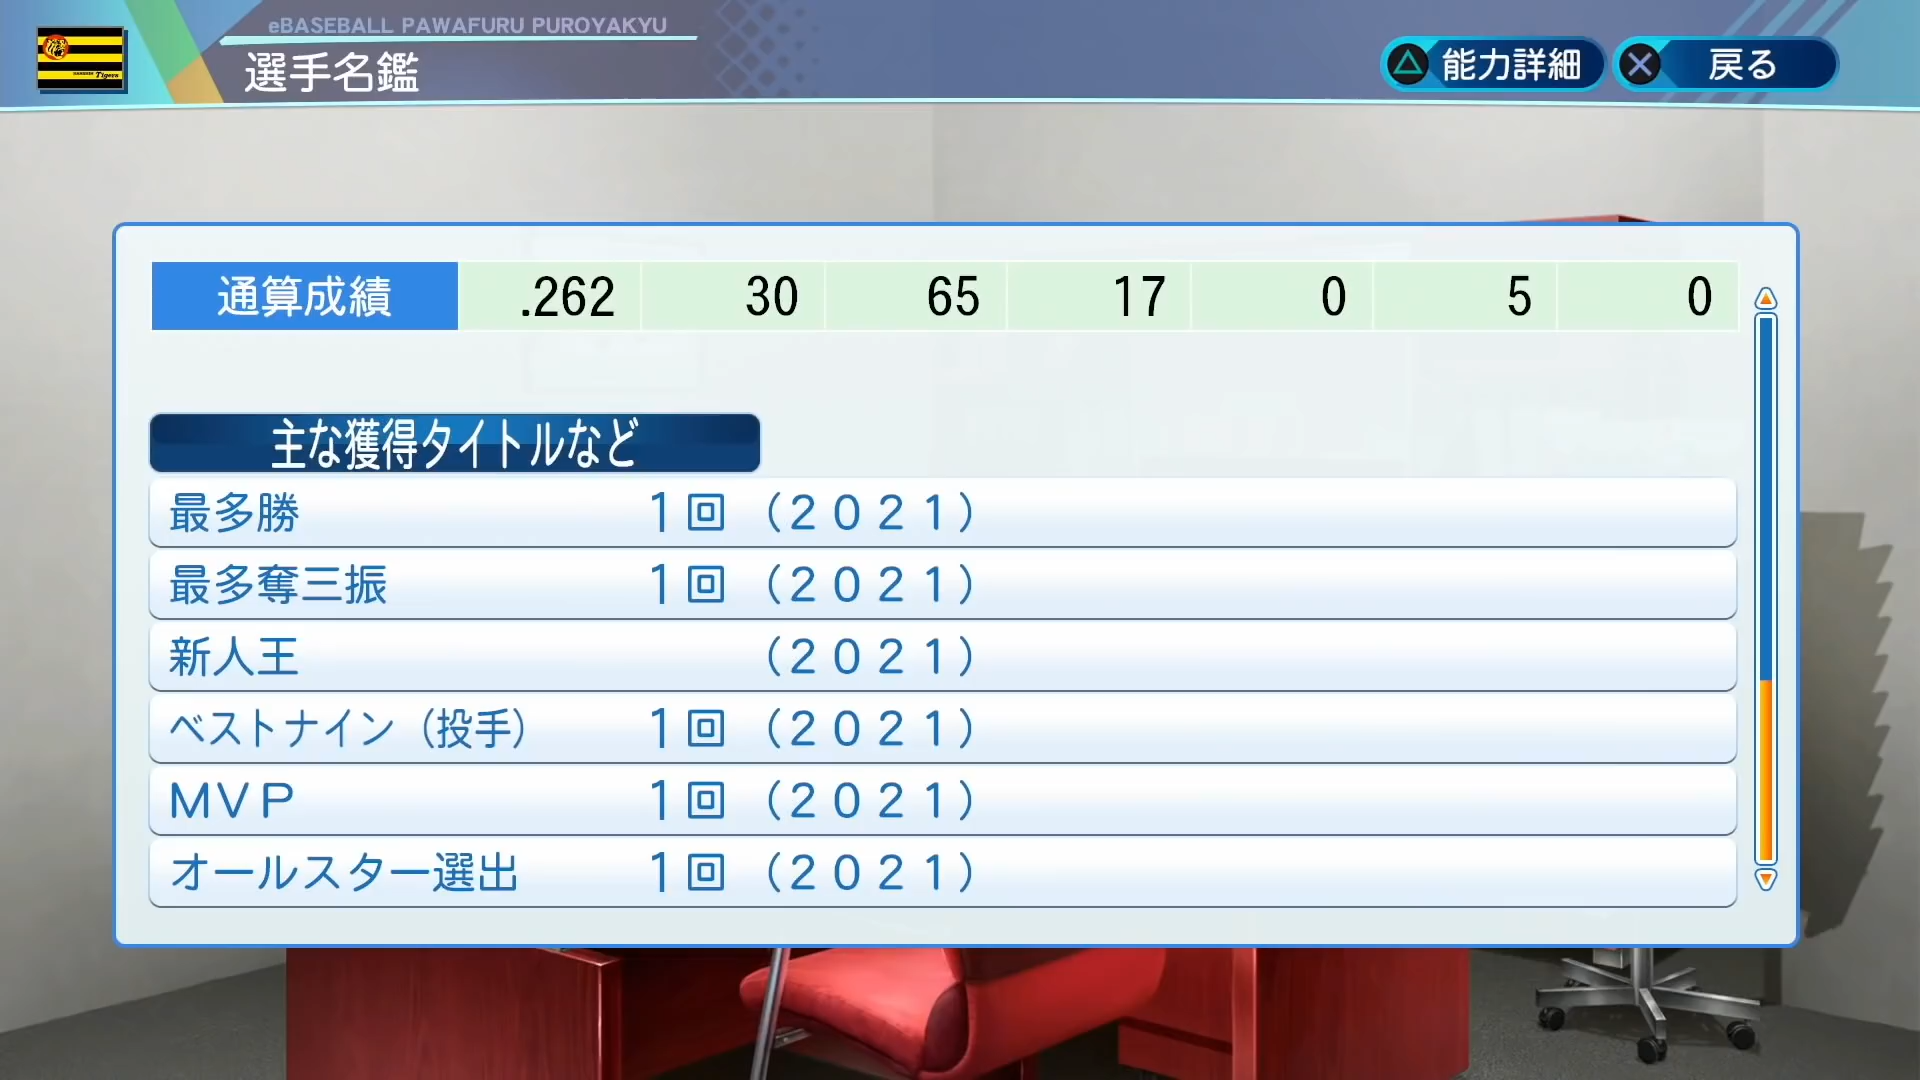 eBASEBALL PAWAFURU PUROYAKYU
選手名鑑
能力詳細
戻る
Tigers
通算成績 .262 30 65 17 0 5 0
主な獲得タイトルなど
最多勝 1回（2021）
最多奪三振 1回（2021）
新人王 （2021）
ベストナイン（投手） 1回（2021）
MVP 1回（2021）
オールスター選出 1回（2021）